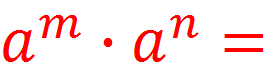 aᵐ · aⁿ =